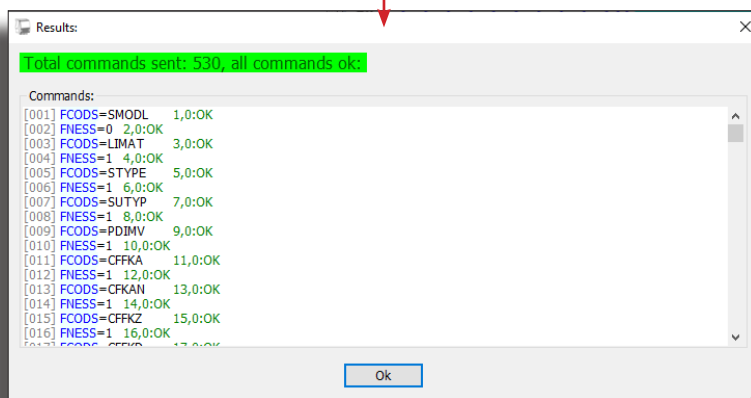 Results:
Total commands sent: 530, all commands ok:
Commands:
[001] FCODS=SMODL 1,0:OK
[002] FNESS=0 2,0:OK
[003] FCODS=LIMAT 3,0:OK
[004] FNESS=1 4,0:OK
[005] FCODS=STYPE 5,0:OK
[006] FNESS=1 6,0:OK
[007] FCODS=SUTYP 7,0:OK
[008] FNESS=1 8,0:OK
[009] FCODS=PDIMV 9,0:OK
[010] FNESS=1 10,0:OK
[011] FCODS=CFFKA 11,0:OK
[012] FNESS=1 12,0:OK
[013] FCODS=CFKAN 13,0:OK
[014] FNESS=1 14,0:OK
[015] FCODS=CFFKZ 15,0:OK
[016] FNESS=1 16,0:OK
Ok